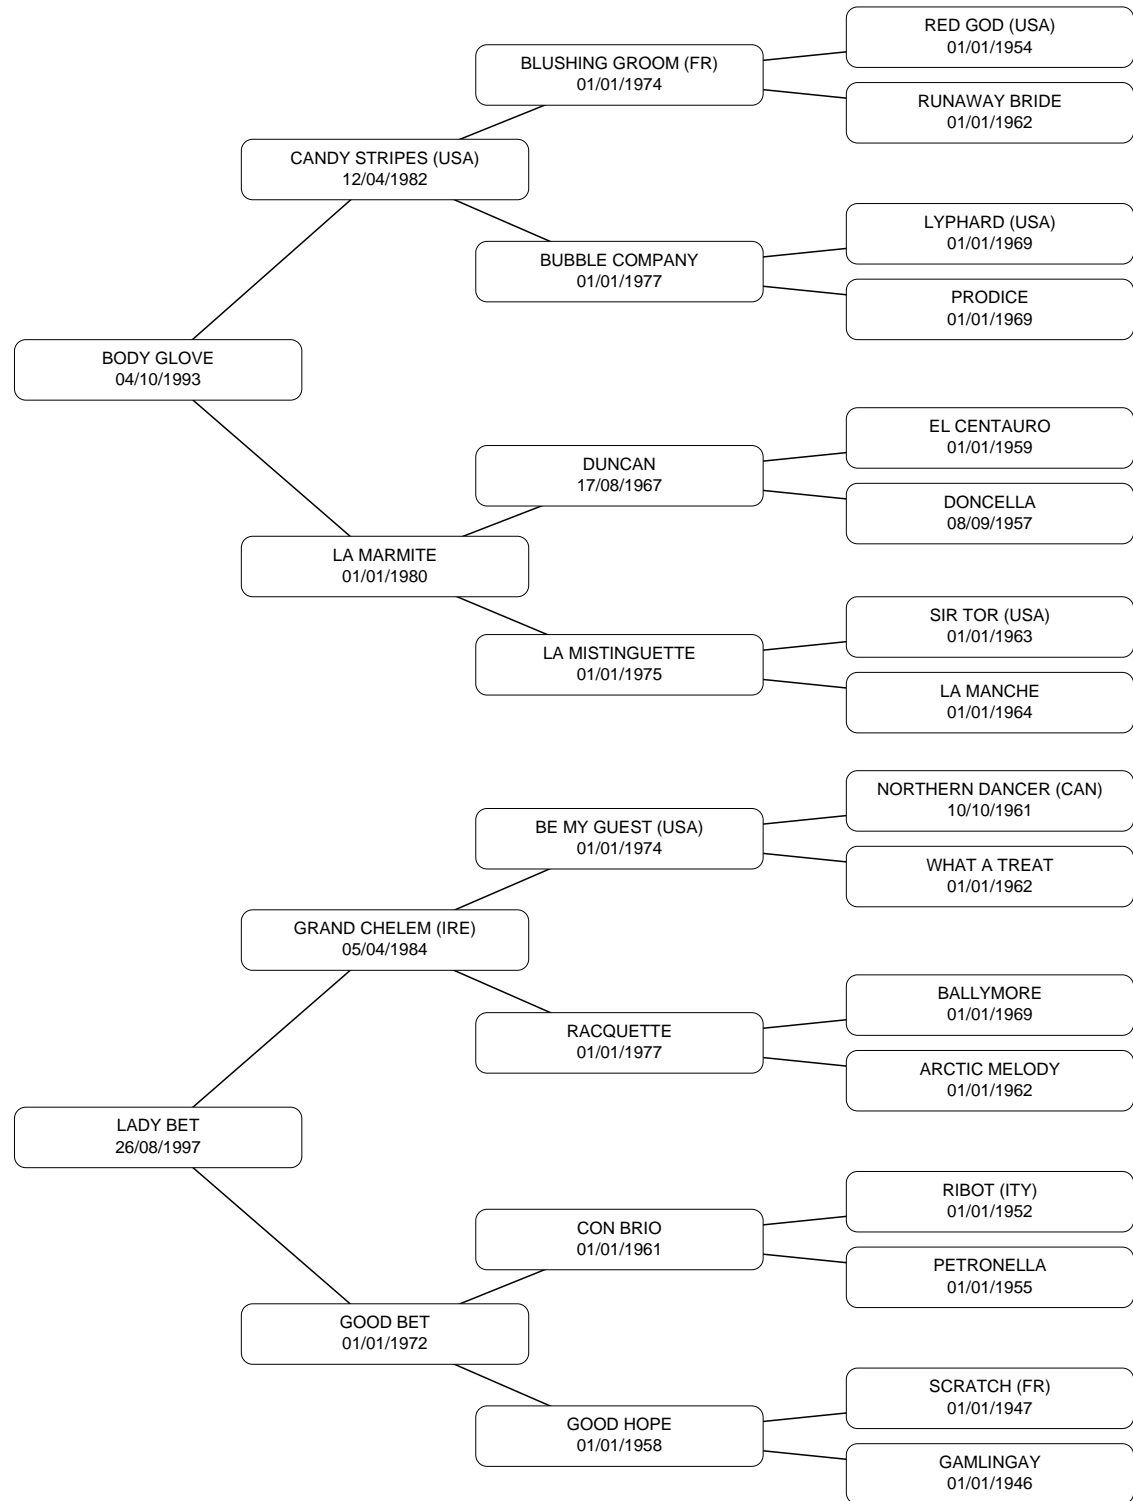 RED GOD (USA)
01/01/1954
BLUSHING GROOM (FR)
01/01/1974
RUNAWAY BRIDE
01/01/1962
CANDY STRIPES (USA)
12/04/1982
LYPHARD (USA)
01/01/1969
BUBBLE COMPANY
01/01/1977
PRODICE
01/01/1969
BODY GLOVE
04/10/1993
EL CENTAURO
01/01/1959
DUNCAN
17/08/1967
DONCELLA
08/09/1957
LA MARMITE
01/01/1980
SIR TOR (USA)
01/01/1963
LA MISTINGUETTE
01/01/1975
LA MANCHE
01/01/1964
NORTHERN DANCER (CAN)
10/10/1961
BE MY GUEST (USA)
01/01/1974
WHAT A TREAT
01/01/1962
GRAND CHELEM (IRE)
05/04/1984
BALLYMORE
01/01/1969
RACQUETTE
01/01/1977
ARCTIC MELODY
01/01/1962
LADY BET
26/08/1997
RIBOT (ITY)
01/01/1952
CON BRIO
01/01/1961
PETRONELLA
01/01/1955
GOOD BET
01/01/1972
SCRATCH (FR)
01/01/1947
GOOD HOPE
01/01/1958
GAMLINGAY
01/01/1946